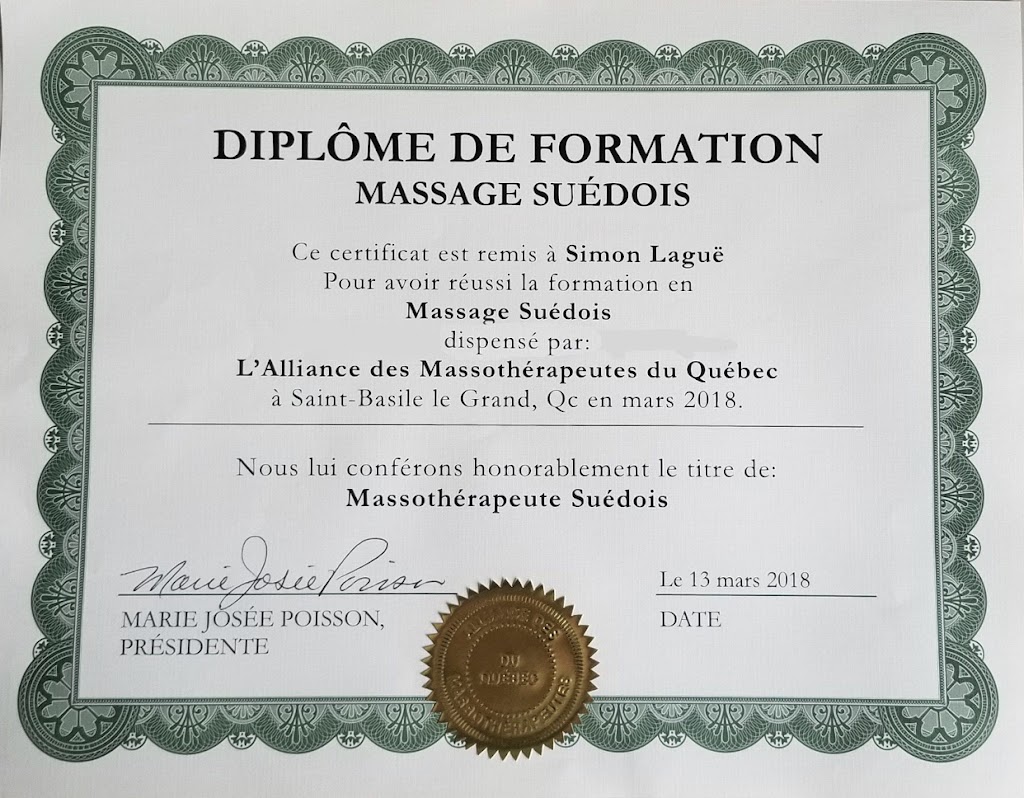 DIPLÔME DE FORMATION
MASSAGE SUÉDOIS
Ce certificat est remis à Simon Laguë
Pour avoir réussi la formation en
Massage Suédois
dispensé par:
L'Alliance des Massothérapeutes du Québec
à Saint-Basile le Grand, Qc en mars 2018.
Nous lui conférons honorablement le titre de:
Massothérapeute Suédois
Marie Josée Poisson
MARIE JOSÉE POISSON,
PRÉSIDENTE
Le 13 mars 2018
DATE
ALLIANCE DES
DU
QUÉBEC
MASSOTHÉRAPEUTES